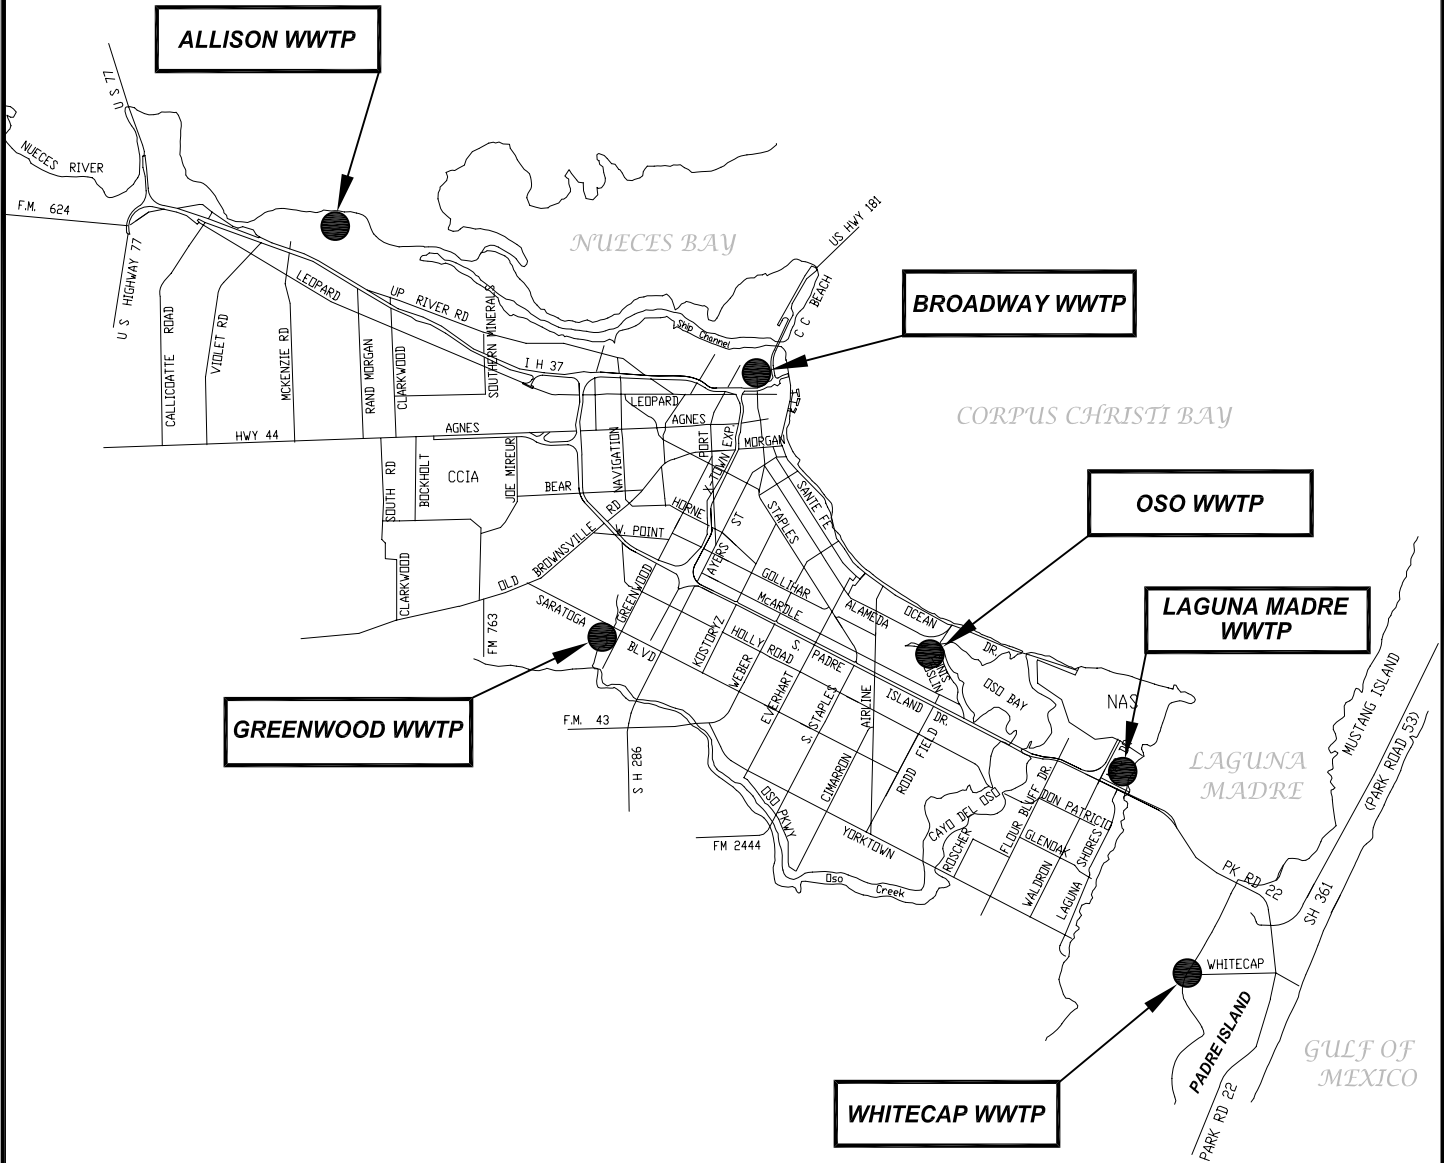 ALLISON WWTP
U S 77
NUECES RIVER
F.M. 624
U S HIGHWAY 77
NUECES BAY
US HWY 181
C C BEACH
BROADWAY WWTP
LEOPARD
UP RIVER RD
SOUTHERN MINERALS
Ship Channel
CALLICOATTE ROAD
VIOLET RD
MCKENZIE RD
RAND MORGAN
CLARKWOOD
I H 37
LEOPARD
CORPUS CHRISTI BAY
HWY 44
AGNES
AGNES
PORT
X-TOWN EXP.
MORGAN
SOUTH RD
BOCKHOLT
CCIA
JOE MIREUR
BEAR
NAVIGATION
HORNE
SANTE FE
STAPLES
OSO WWTP
W. POINT
AYERS ST
OLD BROWNSVILLE RD
CLARKWOOD
FM 763
SARATOGA BLVD
GREENWOOD
GOLLIHAR
McARDLE
ALAMEDA
OCEAN DR.
LAGUNA MADRE
WWTP
KOSTORYZ
WEBER
HOLLY ROAD
S. PADRE ISLAND DR.
EVERHART
S. STAPLES
AIRLINE
OSO BAY
NAS
MUSTANG ISLAND
(PARK ROAD 53)
GREENWOOD WWTP
F.M. 43
S H 286
CIMARRON
RODD FIELD
LAGUNA
MADRE
OSO PKWY
FM 2444
YORKTOWN
CAYO DEL OSO
ROSCHER
FLOUR BLUFF DR.
DON PATRICIO
GLENOAK
WALDRON
LAGUNA SHORES
Oso Creek
PK RD 22
SH 361
WHITECAP
PADRE ISLAND
GULF OF
MEXICO
WHITECAP WWTP
PARK RD 22